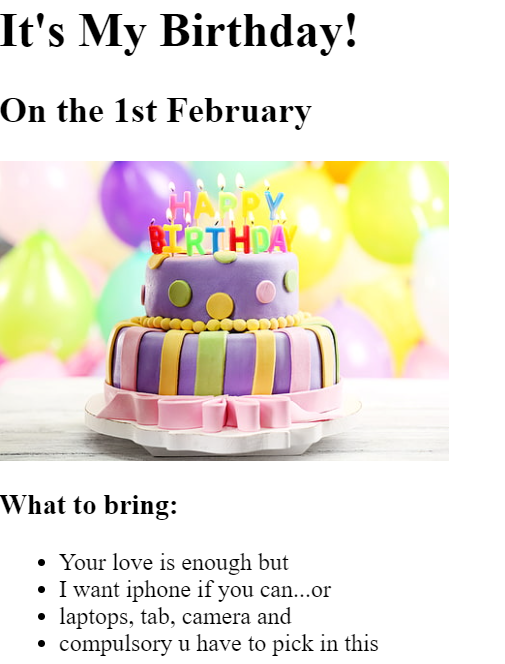 It's My Birthday!
On the 1st February
HAPPY
BIRTHDAY
What to bring:
Your love is enough but
I want iphone if you can...or
laptops, tab, camera and
compulsory u have to pick in this